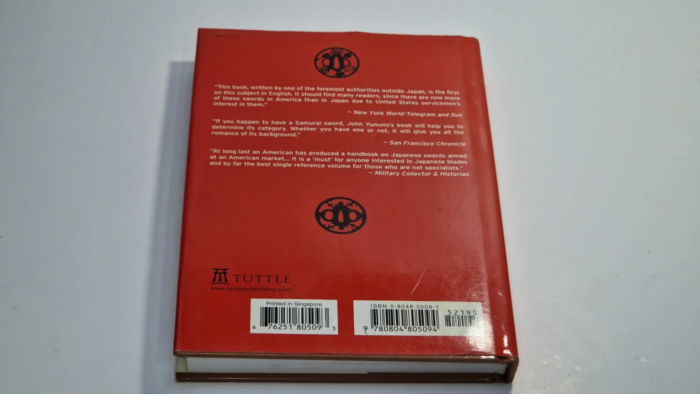 "This book, written by one of the foremost authorities outside Japan, is the first
on this subject in English. It should find many readers, since there are now more
of these swords in America than in Japan due to United States servicemen's
interest in them."
– New York World-Telegram and Sun
"If you happen to have a Samurai sword, John Yumoto's book will help you to
determine its category. Whether you have one or not, it will give you all the
romance of its background."
– San Francisco Chronicle
"At long last an American has produced a handbook on Japanese swords aimed
at an American market... it is a 'must' for anyone interested in Japanese blades
and by far the best single reference volume for those who are not specialists."
– Military Collector & Historian
TUTTLE
www.tuttlepublishing.com
Printed in Singapore
6 76251 80509 3
ISBN 0-8048-0509-1
52195
9 780804 805094